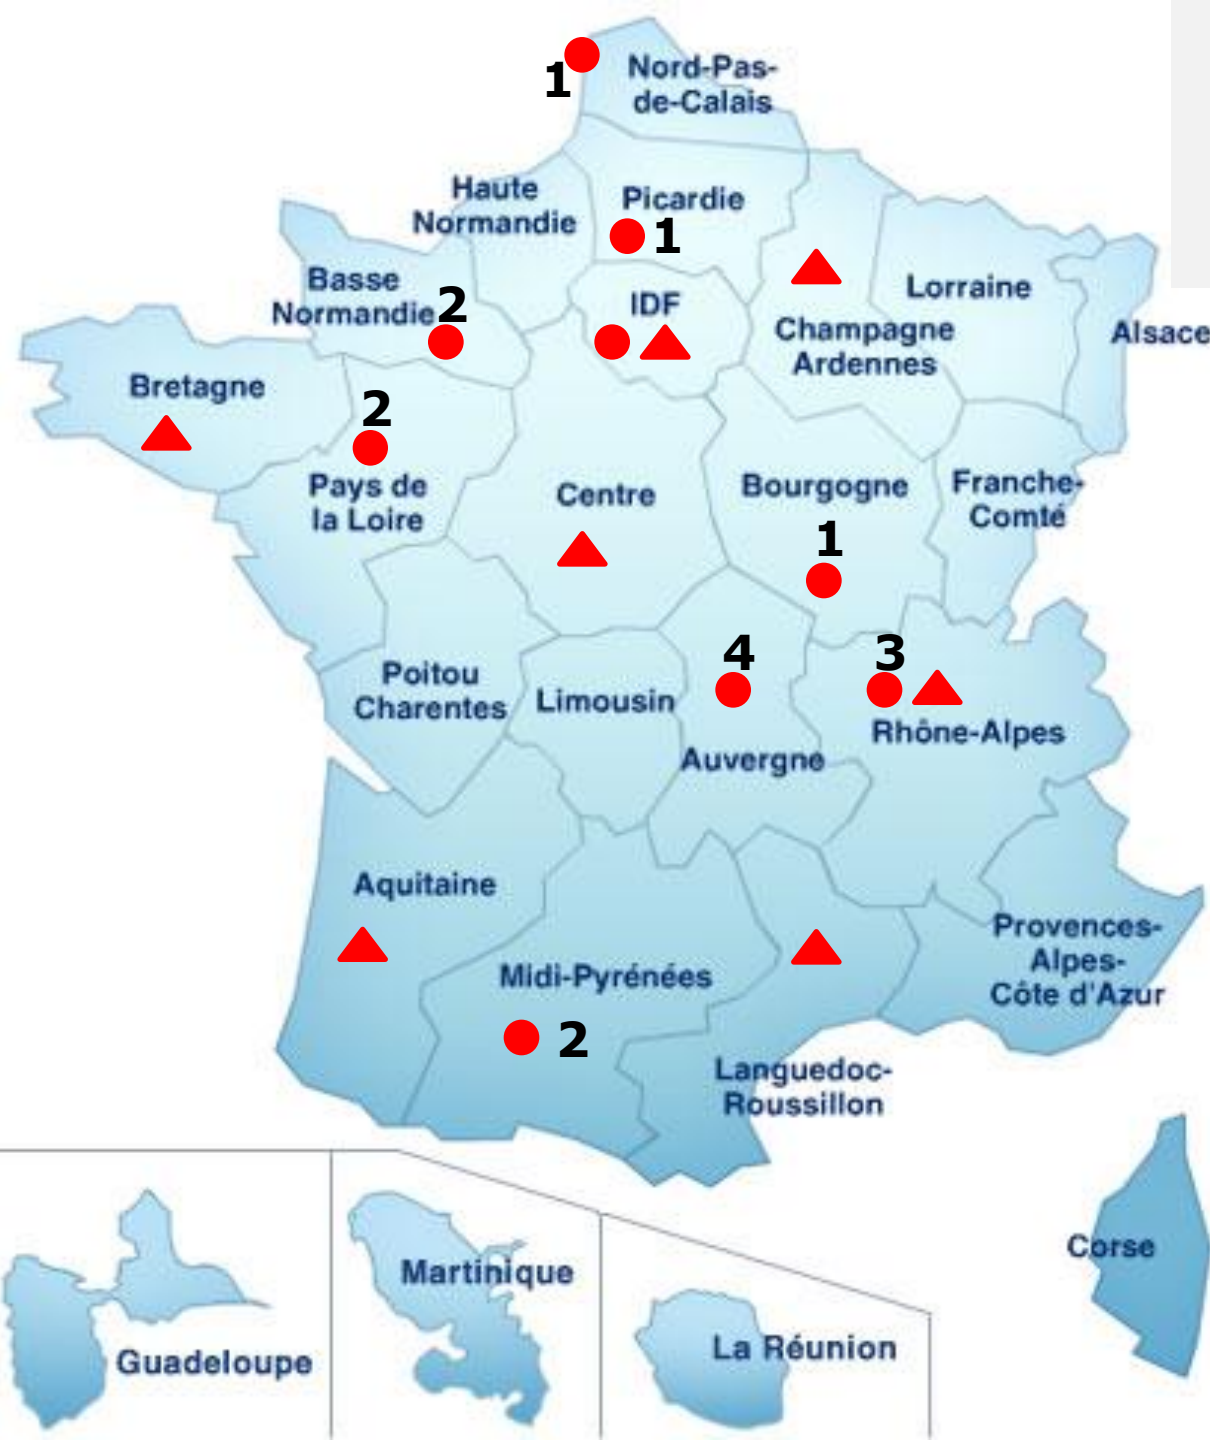 1
Nord-Pas-
de-Calais
Haute
Normandie
Picardie
1
Basse
Normandie
2
IDF
Lorraine
Champagne
Ardennes
Alsace
Bretagne
2
Pays de
la Loire
Centre
Bourgogne
1
Franche-
Comté
Poitou
Charentes
Limousin
4
Auvergne
3
Rhône-Alpes
Aquitaine
Midi-Pyrénées
2
Provences-
Alpes-
Côte d'Azur
Languedoc-
Roussillon
Corse
Guadeloupe
Martinique
La Réunion